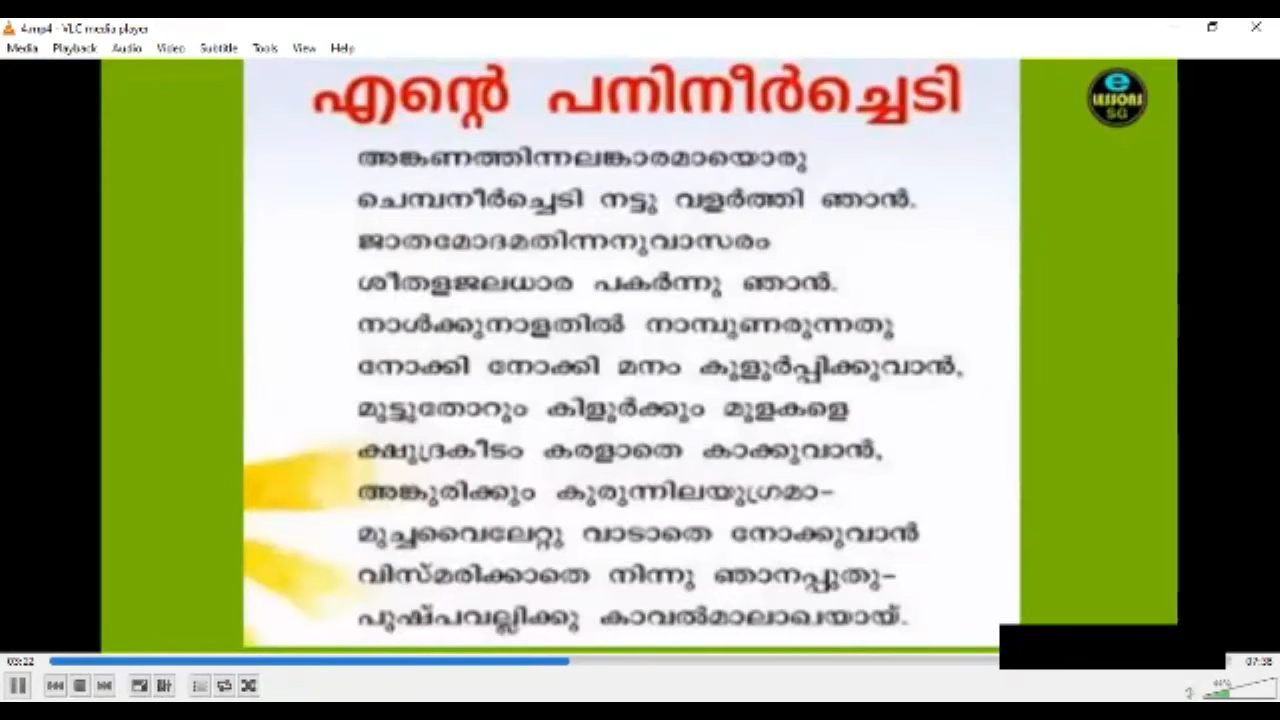 4.mp4 - VLC media player
Media Playback Audio Video Subtitle Tools View Help
എന്റെ പനിനീർച്ചെടി
e
LESSONS
SG
അങ്കണത്തിന്നലങ്കാരമായൊരു
ചെമ്പനീർച്ചെടി നട്ടു വളർത്തി ഞാൻ.
ജാതമോദമതിന്നനുവാസരം
ശീതളജലധാര പകർന്നു ഞാൻ.
നാൾക്കുനാളതിൽ നാമ്പുണരുന്നതു
നോക്കി നോക്കി മനം കുളുർപ്പിക്കുവാൻ,
മുട്ടുതോറും കിളുർക്കും മുളകളെ
ക്ഷുദ്രകീടം കരളാതെ കാക്കുവാൻ,
അങ്കുരിക്കും കുരുന്നിലയുഗ്രമാ-
മുച്ചവെയിലേറ്റു വാടാതെ നോക്കുവാൻ
വിസ്മരിക്കാതെ നിന്നു ഞാനപ്പുതു-
പുഷ്പവല്ലിക്കു കാവൽമാലാഖയായ്.
03:22
07:38